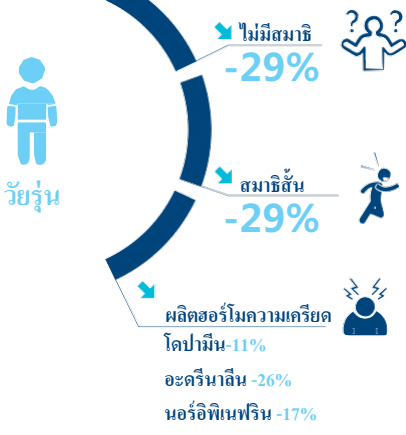 ? ?
ไม่มีสมาธิ
-29%
วัยรุ่น
สมาธิสั้น
-29%
ผลิตฮอร์โมความเครียด
โดปามีน-11%
อะดรีนาลีน -26%
นอร์อิพิเนฟริน -17%